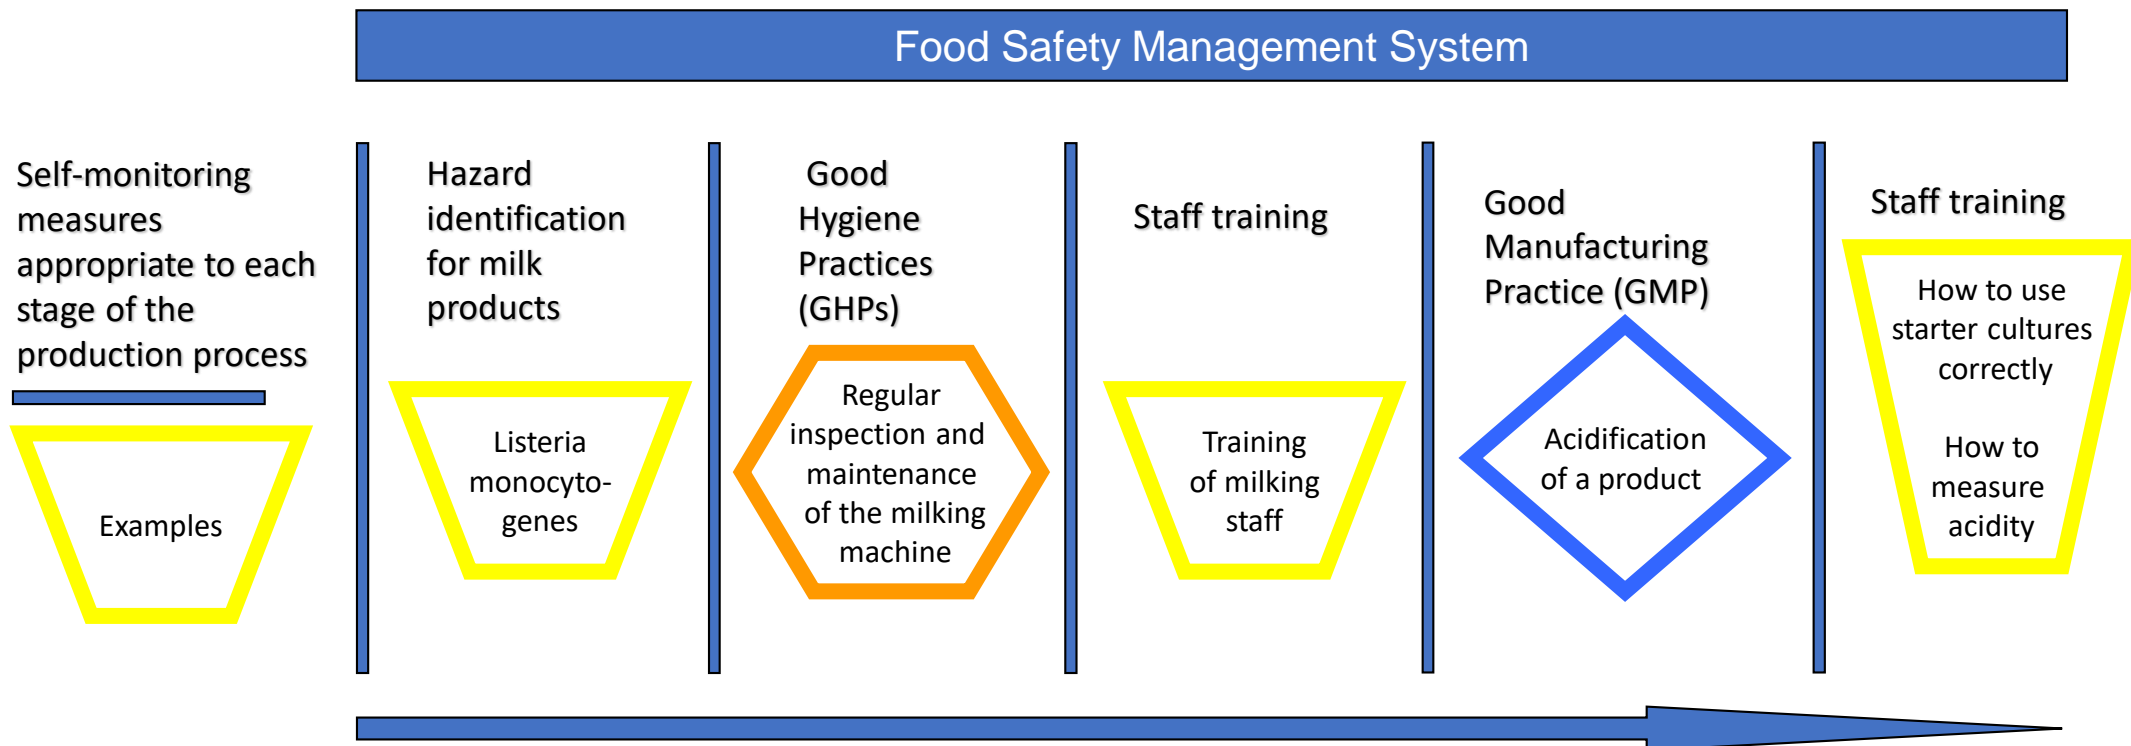 Food Safety Management System
Self-monitoring
measures
appropriate to each
stage of the
production process
Examples
Hazard
identification
for milk
products
Listeria
monocyto-
genes
Good
Hygiene
Practices
(GHPs)
Regular
inspection and
maintenance
of the milking
machine
Staff training
Training
of milking
staff
Good
Manufacturing
Practice (GMP)
Acidification
of a product
Staff training
How to use
starter cultures
correctly
How to
measure
acidity